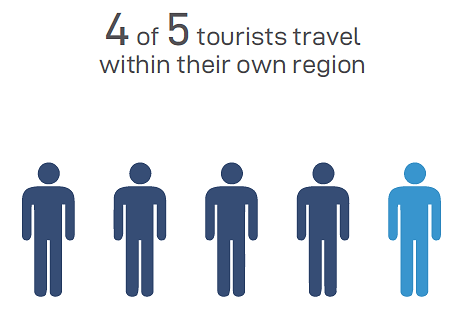 4 of 5 tourists travel
within their own region